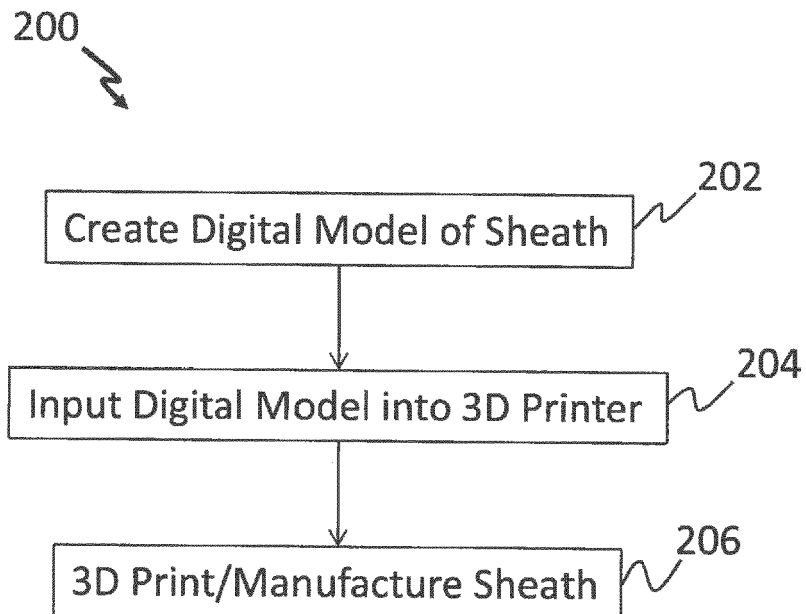 200
202
Create Digital Model of Sheath
204
Input Digital Model into 3D Printer
206
3D Print/Manufacture Sheath